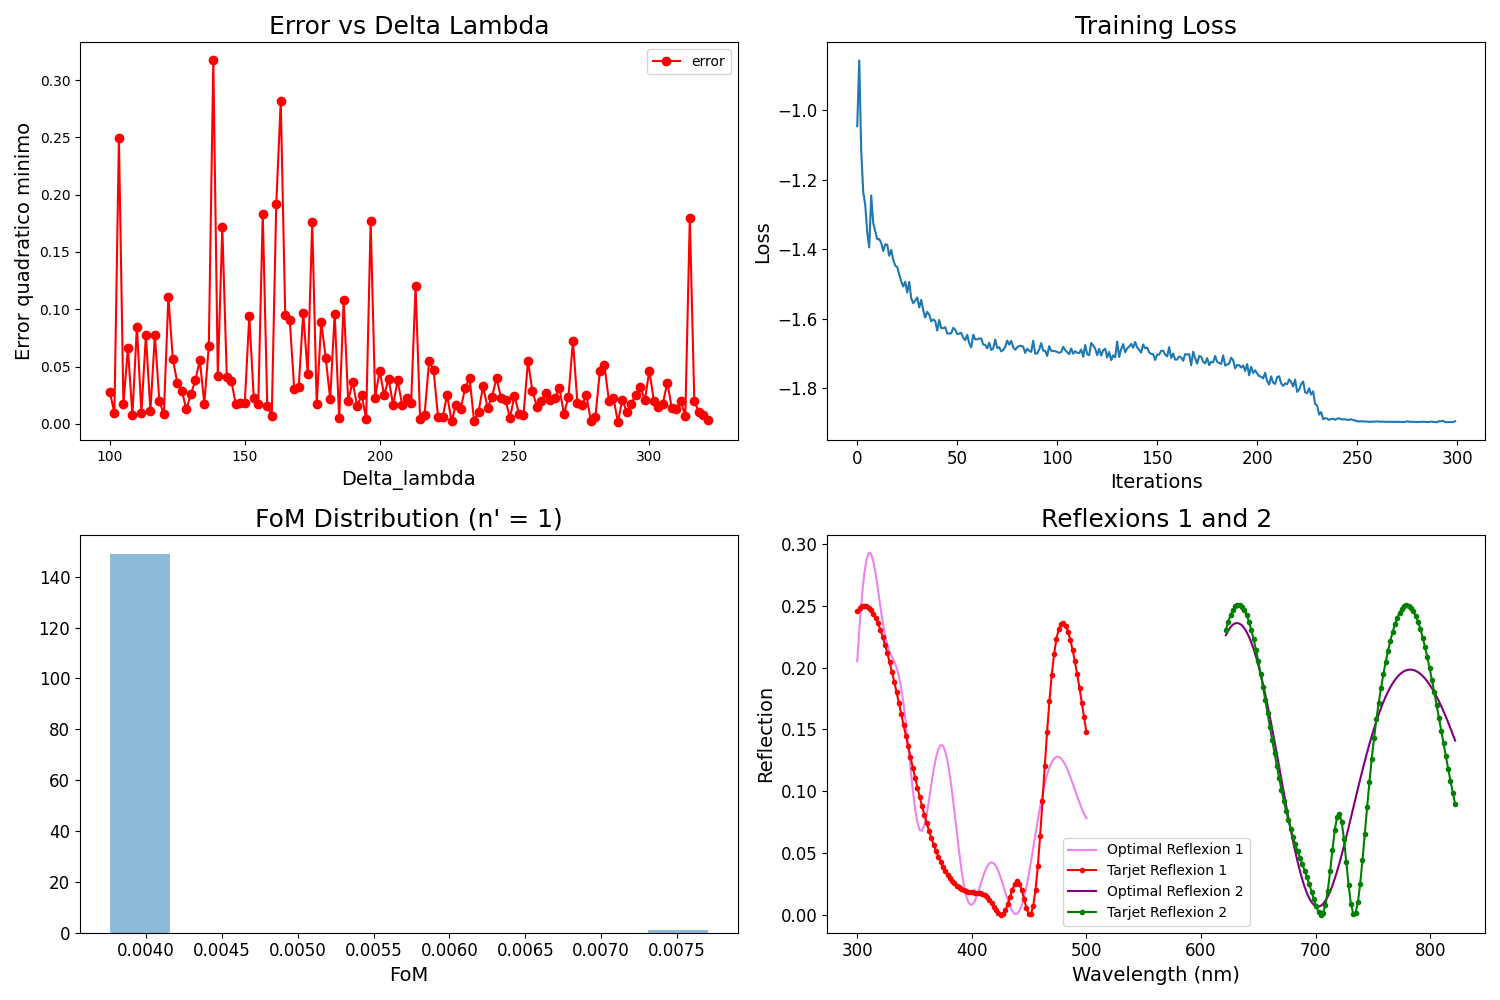 Error vs Delta Lambda
error
Error quadratico minimo
0.30
0.25
0.20
0.15
0.10
0.05
0.00
100 150 200 250 300
Delta_lambda
Training Loss
Loss
−1.0
−1.2
−1.4
−1.6
−1.8
0 50 100 150 200 250 300
Iterations
FoM Distribution (n' = 1)
140
120
100
80
60
40
20
0
0.0040 0.0045 0.0050 0.0055 0.0060 0.0065 0.0070 0.0075
FoM
Reflexions 1 and 2
Reflection
0.30
0.25
0.20
0.15
0.10
0.05
0.00
Optimal Reflexion 1
Tarjet Reflexion 1
Optimal Reflexion 2
Tarjet Reflexion 2
300 400 500 600 700 800
Wavelength (nm)